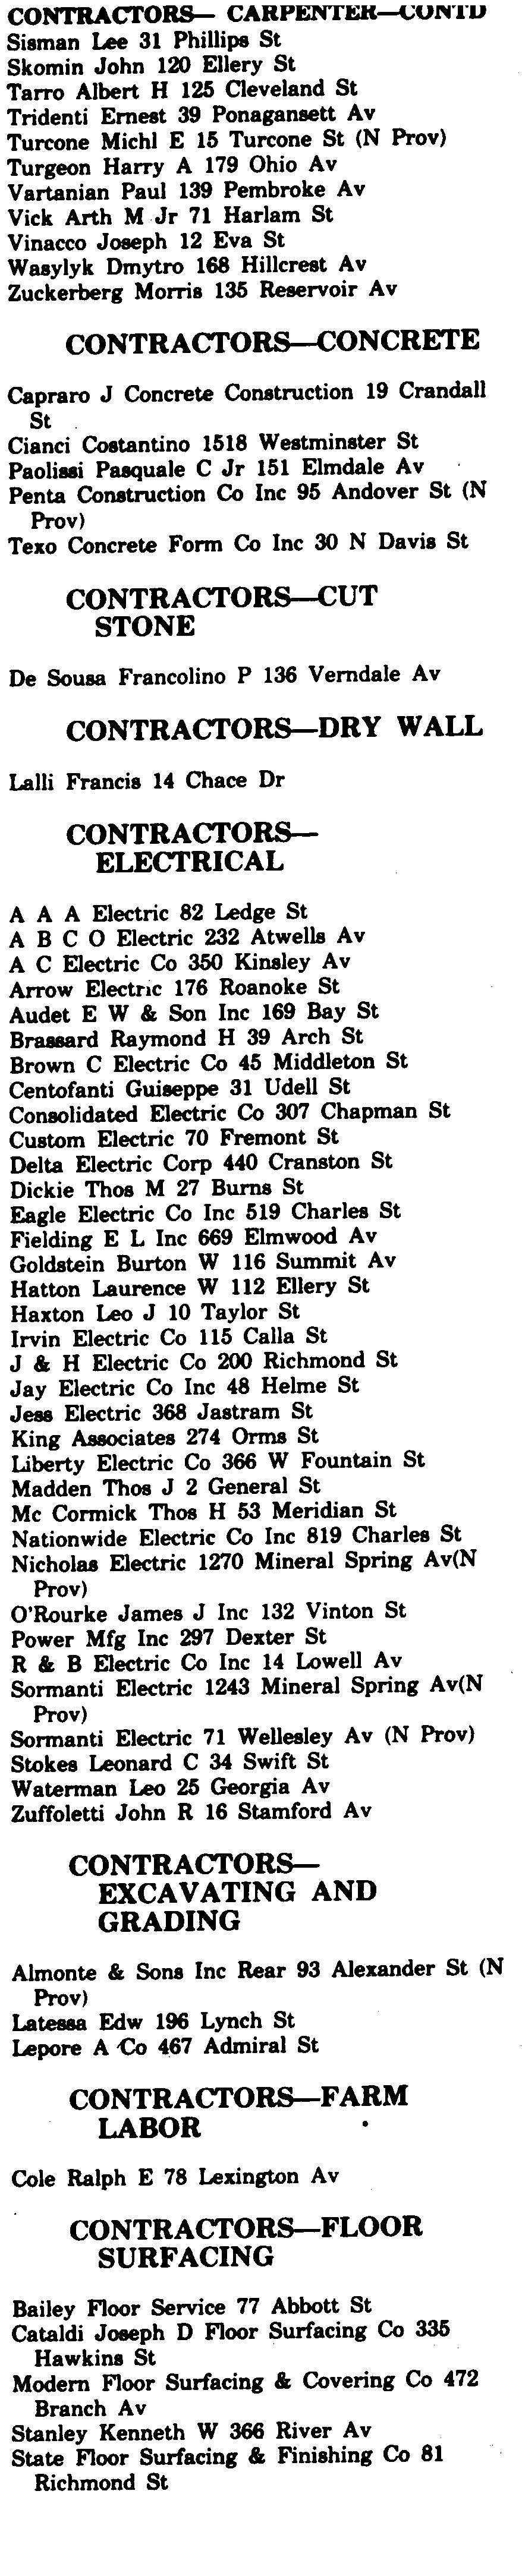 CONTRACTORS— CARPENTER—CONTD
Sisman Lee 31 Phillips St
Skomin John 120 Ellery St
Tarro Albert H 125 Cleveland St
Tridenti Ernest 39 Ponagansett Av
Turcone Michl E 15 Turcone St (N Prov)
Turgeon Harry A 179 Ohio Av
Vartanian Paul 139 Pembroke Av
Vick Arth M Jr 71 Harlam St
Vinacco Joseph 12 Eva St
Wasylyk Dmytro 168 Hillcrest Av
Zuckerberg Morris 135 Reservoir Av
CONTRACTORS—CONCRETE
Capraro J Concrete Construction 19 Crandall
St
Cianci Costantino 1518 Westminster St
Paolissi Pasquale C Jr 151 Elmdale Av
Penta Construction Co Inc 95 Andover St (N
Prov)
Texo Concrete Form Co Inc 30 N Davis St
CONTRACTORS—CUT
STONE
De Sousa Francolino P 136 Verndale Av
CONTRACTORS—DRY WALL
Lalli Francis 14 Chace Dr
CONTRACTORS—
ELECTRICAL
A A A Electric 82 Ledge St
A B C O Electric 232 Atwells Av
A C Electric Co 350 Kinsley Av
Arrow Electric 176 Roanoke St
Audet E W & Son Inc 169 Bay St
Brassard Raymond H 39 Arch St
Brown C Electric Co 45 Middleton St
Centofanti Guiseppe 31 Udell St
Consolidated Electric Co 307 Chapman St
Custom Electric 70 Fremont St
Delta Electric Corp 440 Cranston St
Dickie Thos M 27 Burns St
Eagle Electric Co Inc 519 Charles St
Fielding E L Inc 669 Elmwood Av
Goldstein Burton W 116 Summit Av
Hatton Laurence W 112 Ellery St
Haxton Leo J 10 Taylor St
Irvin Electric Co 115 Calla St
J & H Electric Co 200 Richmond St
Jay Electric Co Inc 48 Helme St
Jess Electric 368 Jastram St
King Associates 274 Orms St
Liberty Electric Co 366 W Fountain St
Madden Thos J 2 General St
Mc Cormick Thos H 53 Meridian St
Nationwide Electric Co Inc 819 Charles St
Nicholas Electric 1270 Mineral Spring Av(N
Prov)
O'Rourke James J Inc 132 Vinton St
Power Mfg Inc 297 Dexter St
R & B Electric Co Inc 14 Lowell Av
Sormanti Electric 1243 Mineral Spring Av(N
Prov)
Sormanti Electric 71 Wellesley Av (N Prov)
Stokes Leonard C 34 Swift St
Waterman Leo 25 Georgia Av
Zuffoletti John R 16 Stamford Av
CONTRACTORS—
EXCAVATING AND
GRADING
Almonte & Sons Inc Rear 93 Alexander St (N
Prov)
Latessa Edw 196 Lynch St
Lepore A Co 467 Admiral St
CONTRACTORS—FARM
LABOR
Cole Ralph E 78 Lexington Av
CONTRACTORS—FLOOR
SURFACING
Bailey Floor Service 77 Abbott St
Cataldi Joseph D Floor Surfacing Co 335
Hawkins St
Modern Floor Surfacing & Covering Co 472
Branch Av
Stanley Kenneth W 366 River Av
State Floor Surfacing & Finishing Co 81
Richmond St